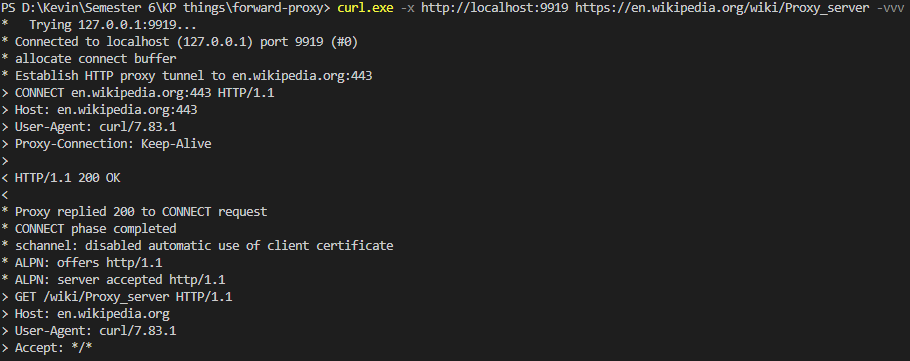 PS D:\Kevin\Semester 6\KP things\forward-proxy> curl.exe -x http://localhost:9919 https://en.wikipedia.org/wiki/Proxy_server -vvv
*   Trying 127.0.0.1:9919...
* Connected to localhost (127.0.0.1) port 9919 (#0)
* allocate connect buffer
* Establish HTTP proxy tunnel to en.wikipedia.org:443
> CONNECT en.wikipedia.org:443 HTTP/1.1
> Host: en.wikipedia.org:443
> User-Agent: curl/7.83.1
> Proxy-Connection: Keep-Alive
>
< HTTP/1.1 200 OK
<
* Proxy replied 200 to CONNECT request
* CONNECT phase completed
* schannel: disabled automatic use of client certificate
* ALPN: offers http/1.1
* ALPN: server accepted http/1.1
> GET /wiki/Proxy_server HTTP/1.1
> Host: en.wikipedia.org
> User-Agent: curl/7.83.1
> Accept: */*